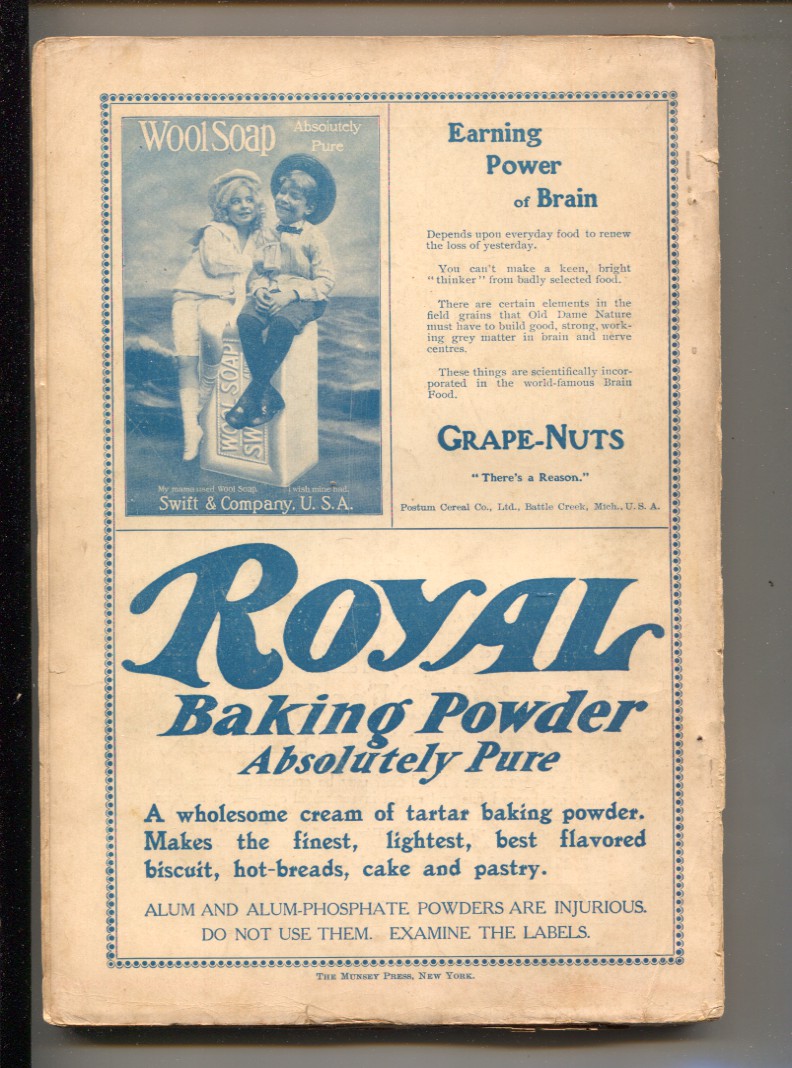 Wool Soap
Absolutely
Pure
WOOL SOAP
SW
My mama used Wool Soap. I wish mine had.
Swift & Company, U. S. A.
Earning
Power
of Brain
Depends upon everyday food to renew
the loss of yesterday.
You can't make a keen, bright
"thinker" from badly selected food.
There are certain elements in the
field grains that Old Dame Nature
must have to build good, strong, work-
ing grey matter in brain and nerve
centres.
These things are scientifically incor-
porated in the world-famous Brain
Food.
GRAPE-NUTS
"There's a Reason."
Postum Cereal Co., Ltd., Battle Creek, Mich., U. S. A.
ROYAL
Baking Powder
Absolutely Pure
A wholesome cream of tartar baking powder.
Makes the finest, lightest, best flavored
biscuit, hot-breads, cake and pastry.
ALUM AND ALUM-PHOSPHATE POWDERS ARE INJURIOUS.
DO NOT USE THEM. EXAMINE THE LABELS.
THE MUNSEY PRESS, NEW YORK.